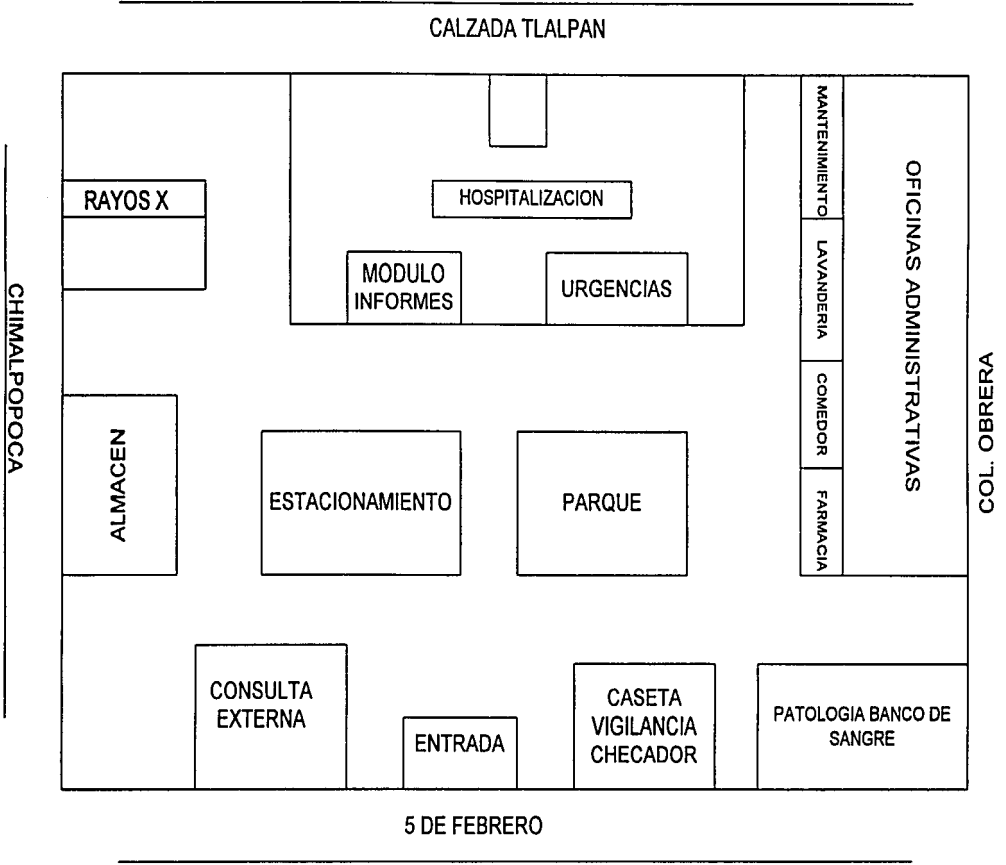 CALZADA TLALPAN
RAYOS X
HOSPITALIZACION
MODULO
INFORMES
URGENCIAS
MANTENIMIENTO
LAVANDERIA
COMEDOR
FARMACIA
OFICINAS ADMINISTRATIVAS
CHIMALPOPOCA
COL. OBRERA
ALMACEN
ESTACIONAMIENTO
PARQUE
CONSULTA
EXTERNA
ENTRADA
CASETA
VIGILANCIA
CHECADOR
PATOLOGIA BANCO DE
SANGRE
5 DE FEBRERO